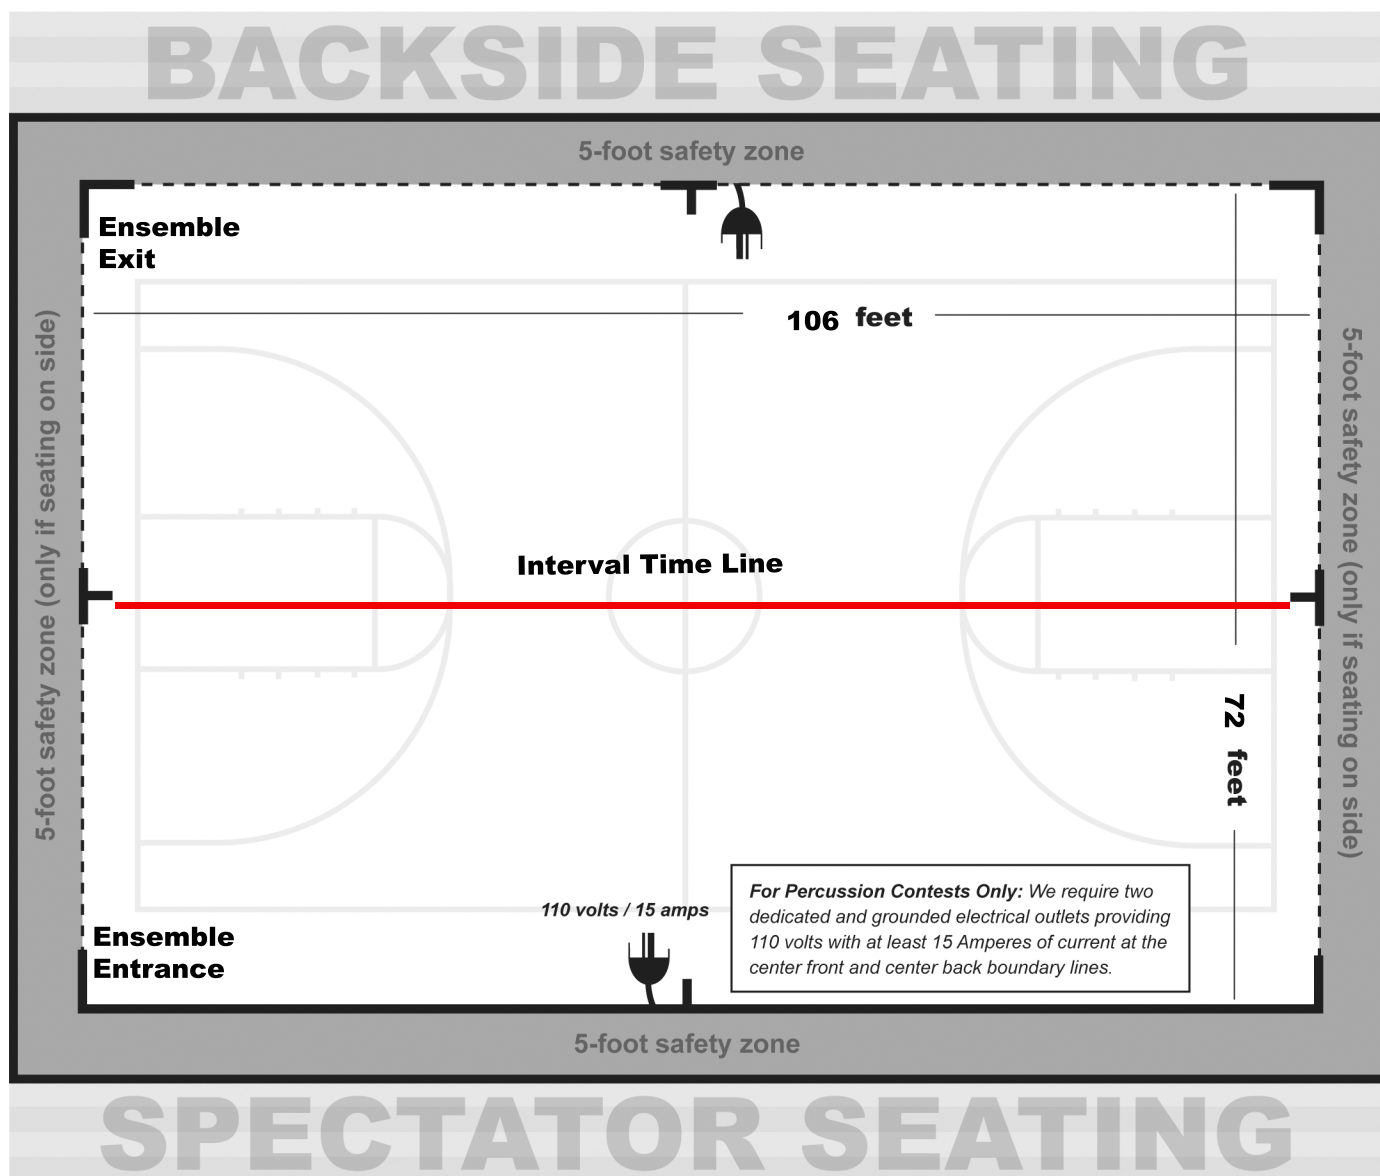 BACKSIDE SEATING
5-foot safety zone
Ensemble
Exit
106 feet
5-foot safety zone (only if seating on side)
5-foot safety zone (only if seating on side)
Interval Time Line
72 feet
110 volts / 15 amps
For Percussion Contests Only: We require two
dedicated and grounded electrical outlets providing
110 volts with at least 15 Amperes of current at the
center front and center back boundary lines.
Ensemble
Entrance
5-foot safety zone
SPECTATOR SEATING